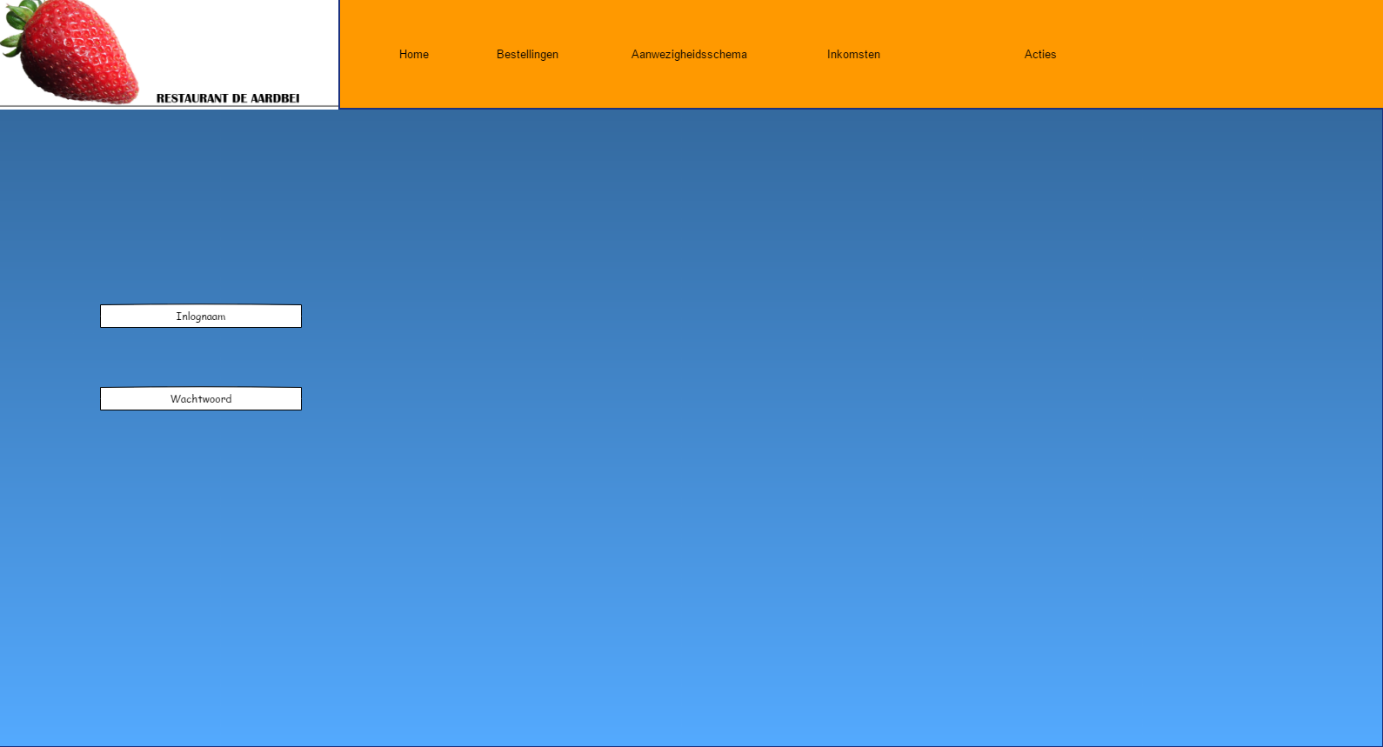 RESTAURANT DE AARDBEI
Home Bestellingen Aanwezigheidsschema Inkomsten Acties
Inlognaam
Wachtwoord